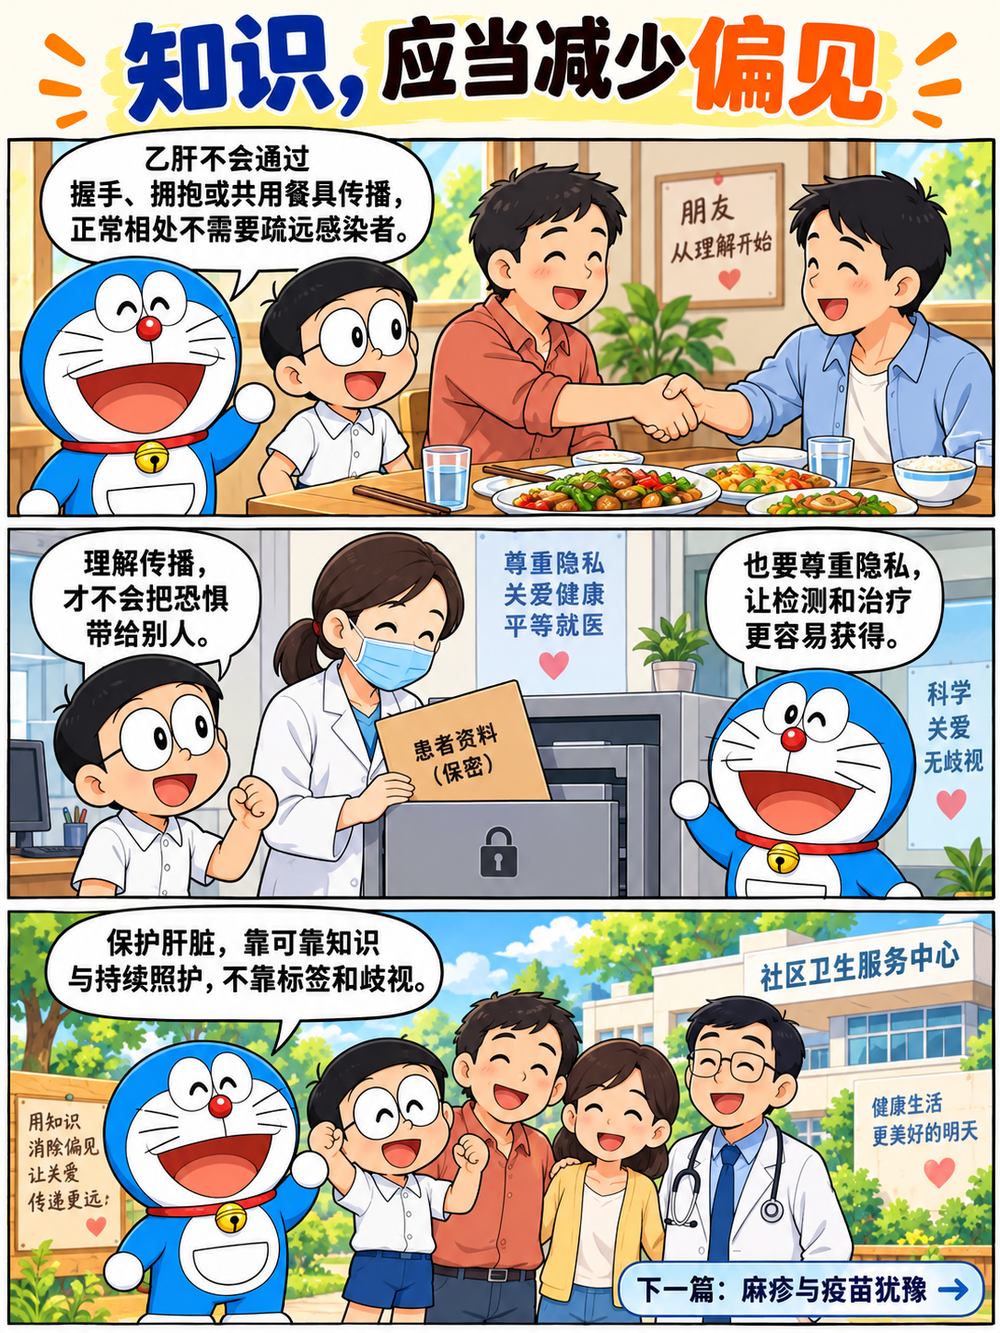 知识,应当减少偏见
乙肝不会通过
握手、拥抱或共用餐具传播，
正常相处不需要疏远感染者。
朋友
从理解开始
理解传播，
才不会把恐惧
带给别人。
患者资料
（保密）
尊重隐私
关爱健康
平等就医
也要尊重隐私，
让检测和治疗
更容易获得。
科学
关爱
无歧视
保护肝脏，靠可靠知识
与持续照护，不靠标签和歧视。
社区卫生服务中心
用知识
消除偏见
让关爱
传递更远：
健康生活
更美好的明天
下一篇：麻疹与疫苗犹豫 →